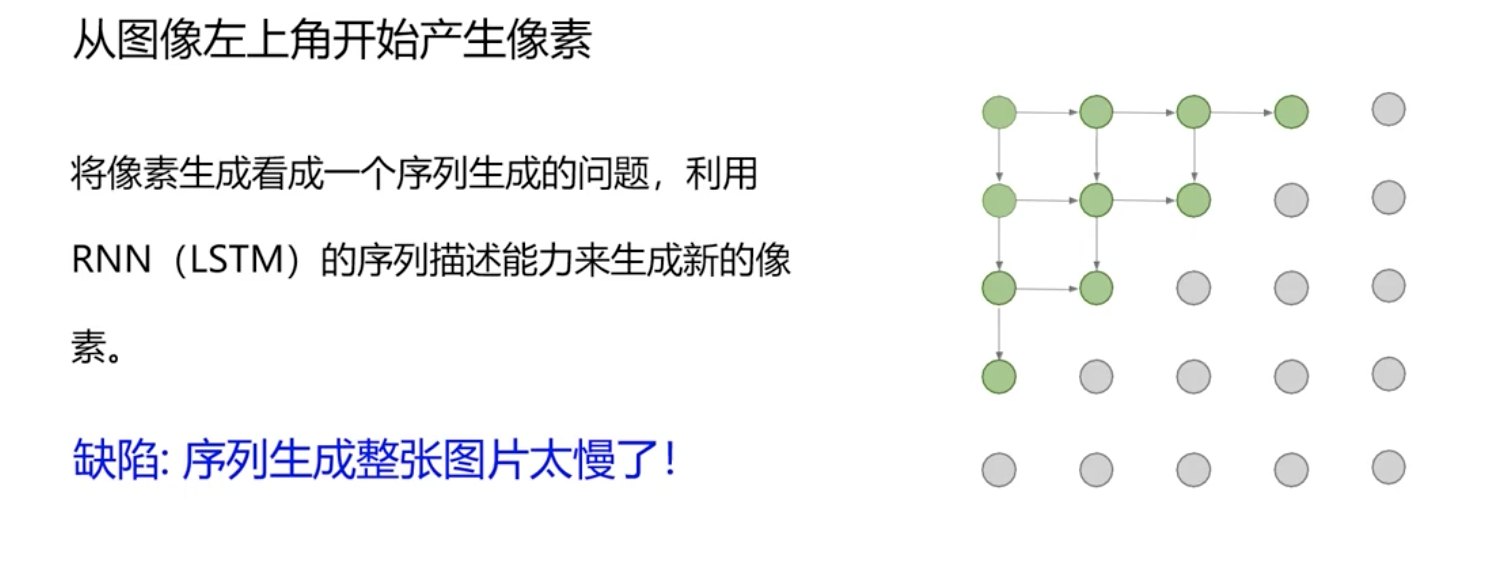 从图像左上角开始产生像素
将像素生成看成一个序列生成的问题，利用
RNN（LSTM）的序列描述能力来生成新的像
素。
缺陷: 序列生成整张图片太慢了！